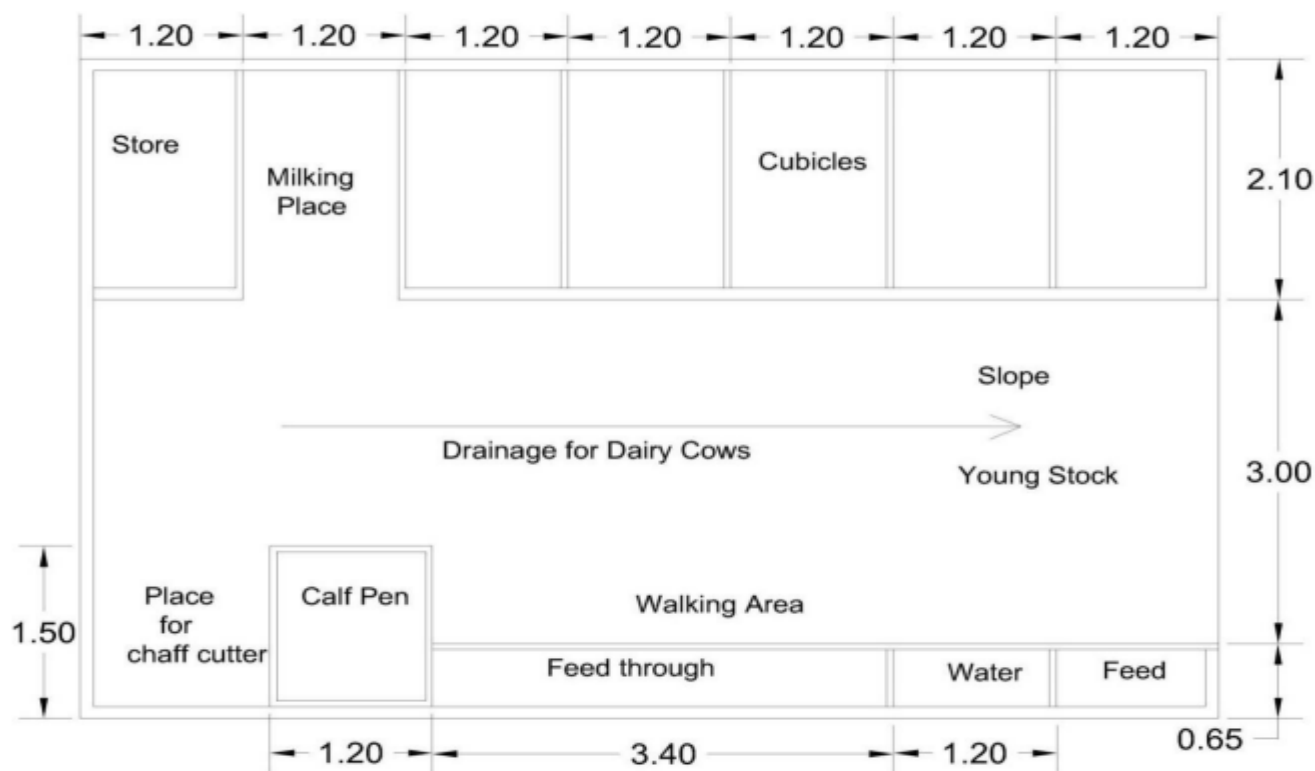 1.20 1.20 1.20 1.20 1.20 1.20 1.20
Store
Milking
Place
Cubicles
2.10
Slope
Drainage for Dairy Cows
Young Stock
3.00
Place
for
chaff cutter
Calf Pen
Walking Area
1.50
Feed through
Water
Feed
1.20
3.40
1.20
0.65